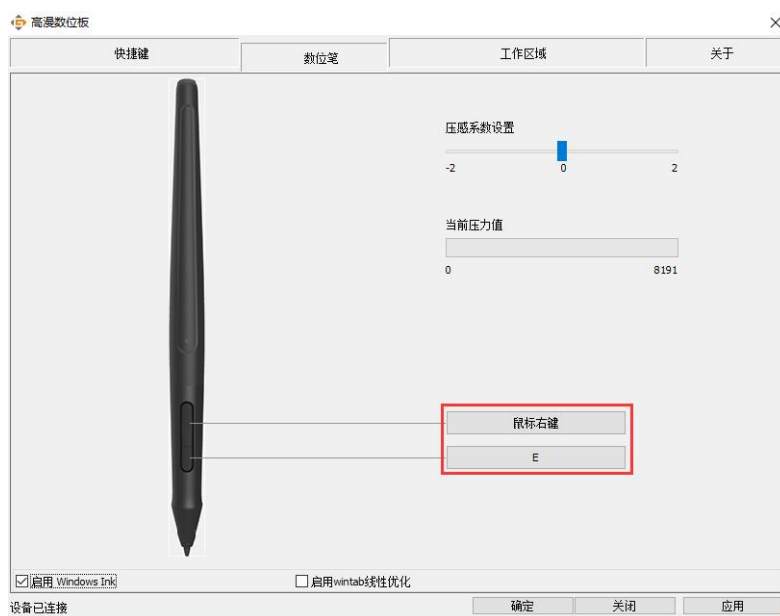 高漫数位板
快捷鍵
数位笔
工作区域
关于
压感系数设置
-2 0 2
当前压力值
0 8191
鼠标右鍵
E
启用 Windows Ink
启用wintab线性优化
设备已连接
确定
关闭
应用